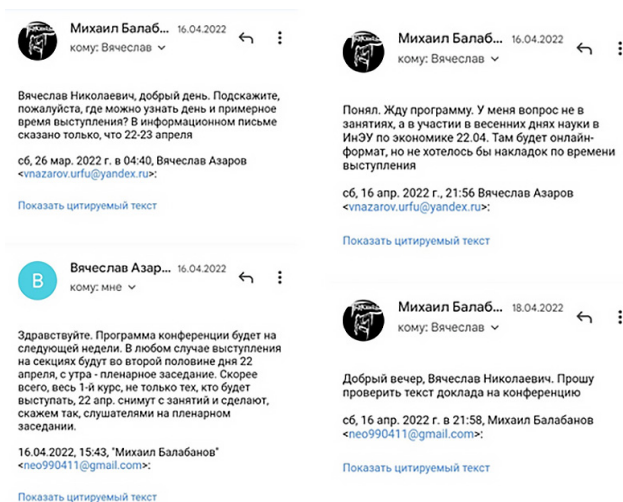 Михаил Балаб... 16.04.2022
кому: Вячеслав
Вячеслав Николаевич, добрый день. Подскажите,
пожалуйста, где можно узнать день и примерное
время выступления? В информационном письме
сказано только, что 22-23 апреля
сб, 26 мар. 2022 г. в 04:40, Вячеслав Азаров
<vnazarov.urfu@yandex.ru>:
Показать цитируемый текст
В
Вячеслав Азар... 16.04.2022
кому: мне
Здравствуйте. Программа конференции будет на
следующей недели. В любом случае выступления
на секциях будут во второй половине дня 22
апреля, с утра - пленарное заседание. Скорее
всего, весь 1-й курс, не только тех, кто будет
выступать, 22 апр. снимут с занятий и сделают,
скажем так, слушателями на пленарном
заседании.
16.04.2022, 15:43, "Михаил Балабанов"
<neo990411@gmail.com>:
Показать цитируемый текст
Михаил Балаб... 16.04.2022
кому: Вячеслав
Понял. Жду программу. У меня вопрос не в
занятиях, а в участии в весенних днях науки в
ИнЭУ по экономике 22.04. Там будет онлайн-
формат, но не хотелось бы накладок по времени
выступления
сб, 16 апр. 2022 г., 21:56 Вячеслав Азаров
<vnazarov.urfu@yandex.ru>:
Показать цитируемый текст
Михаил Балаб... 18.04.2022
кому: Вячеслав
Добрый вечер, Вячеслав Николаевич. Прошу
проверить текст доклада на конференцию
сб, 16 апр. 2022 г. в 21:58, Михаил Балабанов
<neo990411@gmail.com>:
Показать цитируемый текст